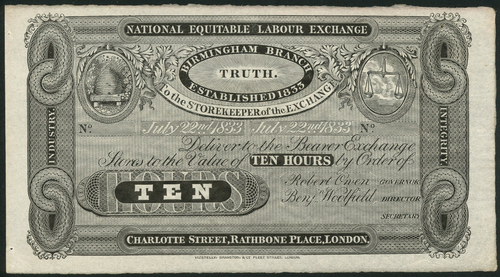 NATIONAL EQUITABLE LABOUR EXCHANGE
BIRMINGHAM BRANCH
TRUTH.
ESTABLISHED 1833
To the STOREKEEPER of the EXCHANGE
INDUSTRY
INTEGRITY
No. July 22nd 1833 July 22nd 1833 No.
Deliver to the Bearer Exchange
Stores to the Value of TEN HOURS by Order of
HOURS
TEN
Robert Owen GOVERNOR
Benj. Woolfield DIRECTOR
SECRETARY
CHARLOTTE STREET, RATHBONE PLACE, LONDON.